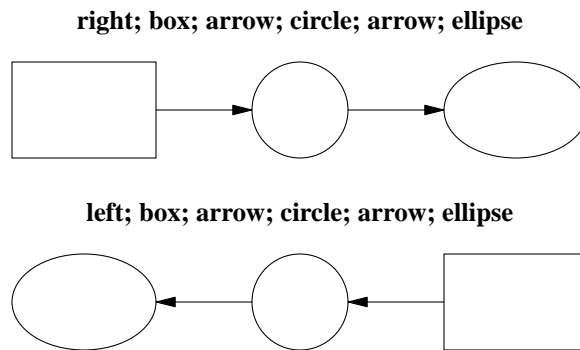 right; box; arrow; circle; arrow; ellipse
left; box; arrow; circle; arrow; ellipse